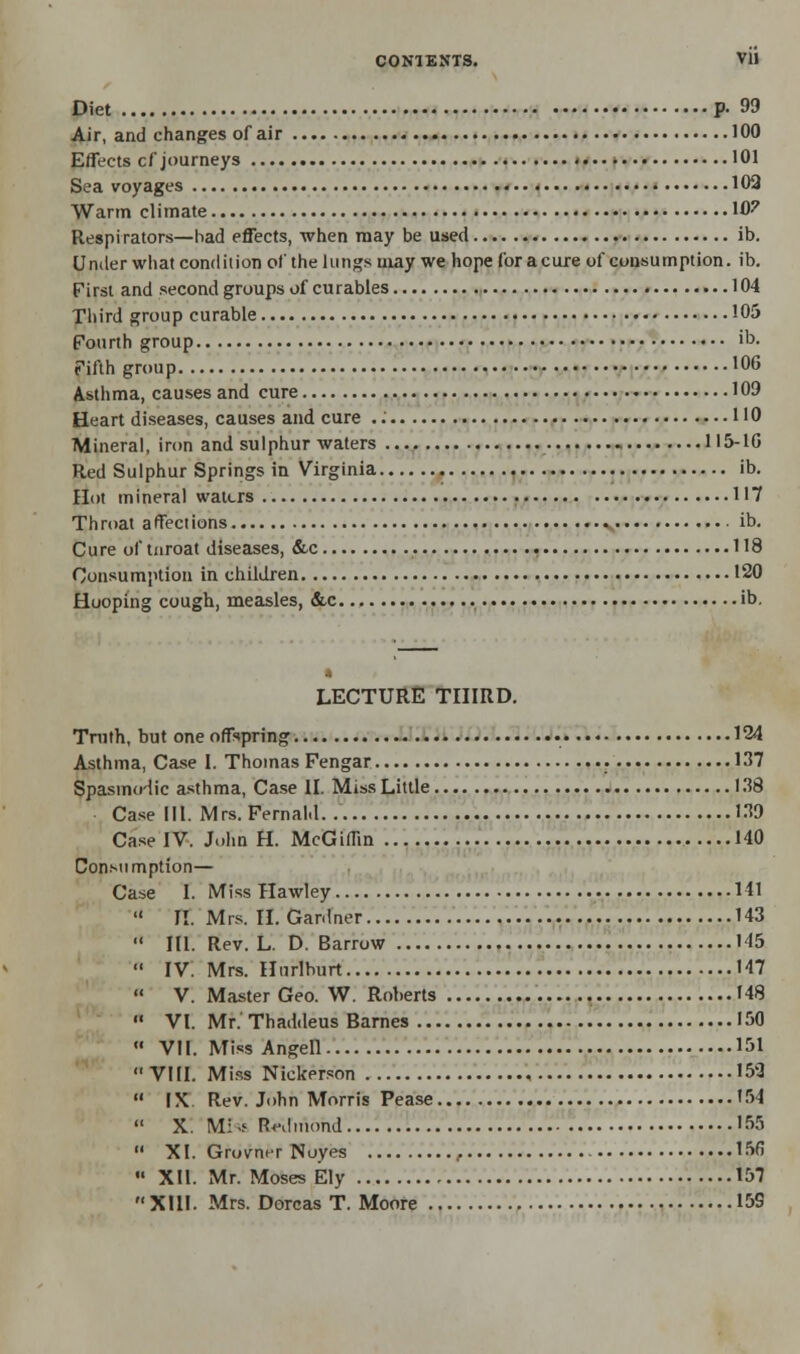 CONTENTS. vii
Diet .... p. 99
Air, and changes of air .... 100
Effects of journeys .... 101
Sea voyages .... 102
Warm climate .... 10?
Respirators—bad effects, when may be used .... ib.
Under what condition of the lungs may we hope for a cure of consumption. ib.
First and second groups of curables .... 104
Third group curable .... 105
Fourth group .... ib.
Fifth group .... 106
Asthma, causes and cure .... 109
Heart diseases, causes and cure .... 110
Mineral, iron and sulphur waters .... 115-16
Red Sulphur Springs in Virginia .... ib.
Hot mineral waters .... 117
Throat affections .... ib.
Cure of throat diseases, &c .... 118
Consumption in children .... 120
Hooping cough, measles, &c .... ib.
LECTURE THIRD.
Truth, but one offspring .... 124
Asthma, Case I. Thomas Fengar .... 137
Spasmodic asthma, Case II. Miss Little .... 138
Case III. Mrs. Fernald .... 139
Case IV. John H. McGiffin .... 140
Consumption—
Case I. Miss Hawley .... 141
" II. Mrs. H. Gardner .... 143
" III. Rev. L. D. Barrow .... 145
" IV. Mrs. Hurlburt .... 147
" V. Master Geo. W. Roberts .... 148
" VI. Mr. Thaddeus Barnes .... 150
" VII. Miss Angell .... 151
" VIII. Miss Nickerson .... 152
" IX. Rev. John Morris Pease .... 154
" X. Miss Redmond .... 155
" XI. Grovner Noyes .... 156
" XII. Mr. Moses Ely .... 157
" XIII. Mrs. Dorcas T. Moore .... 159